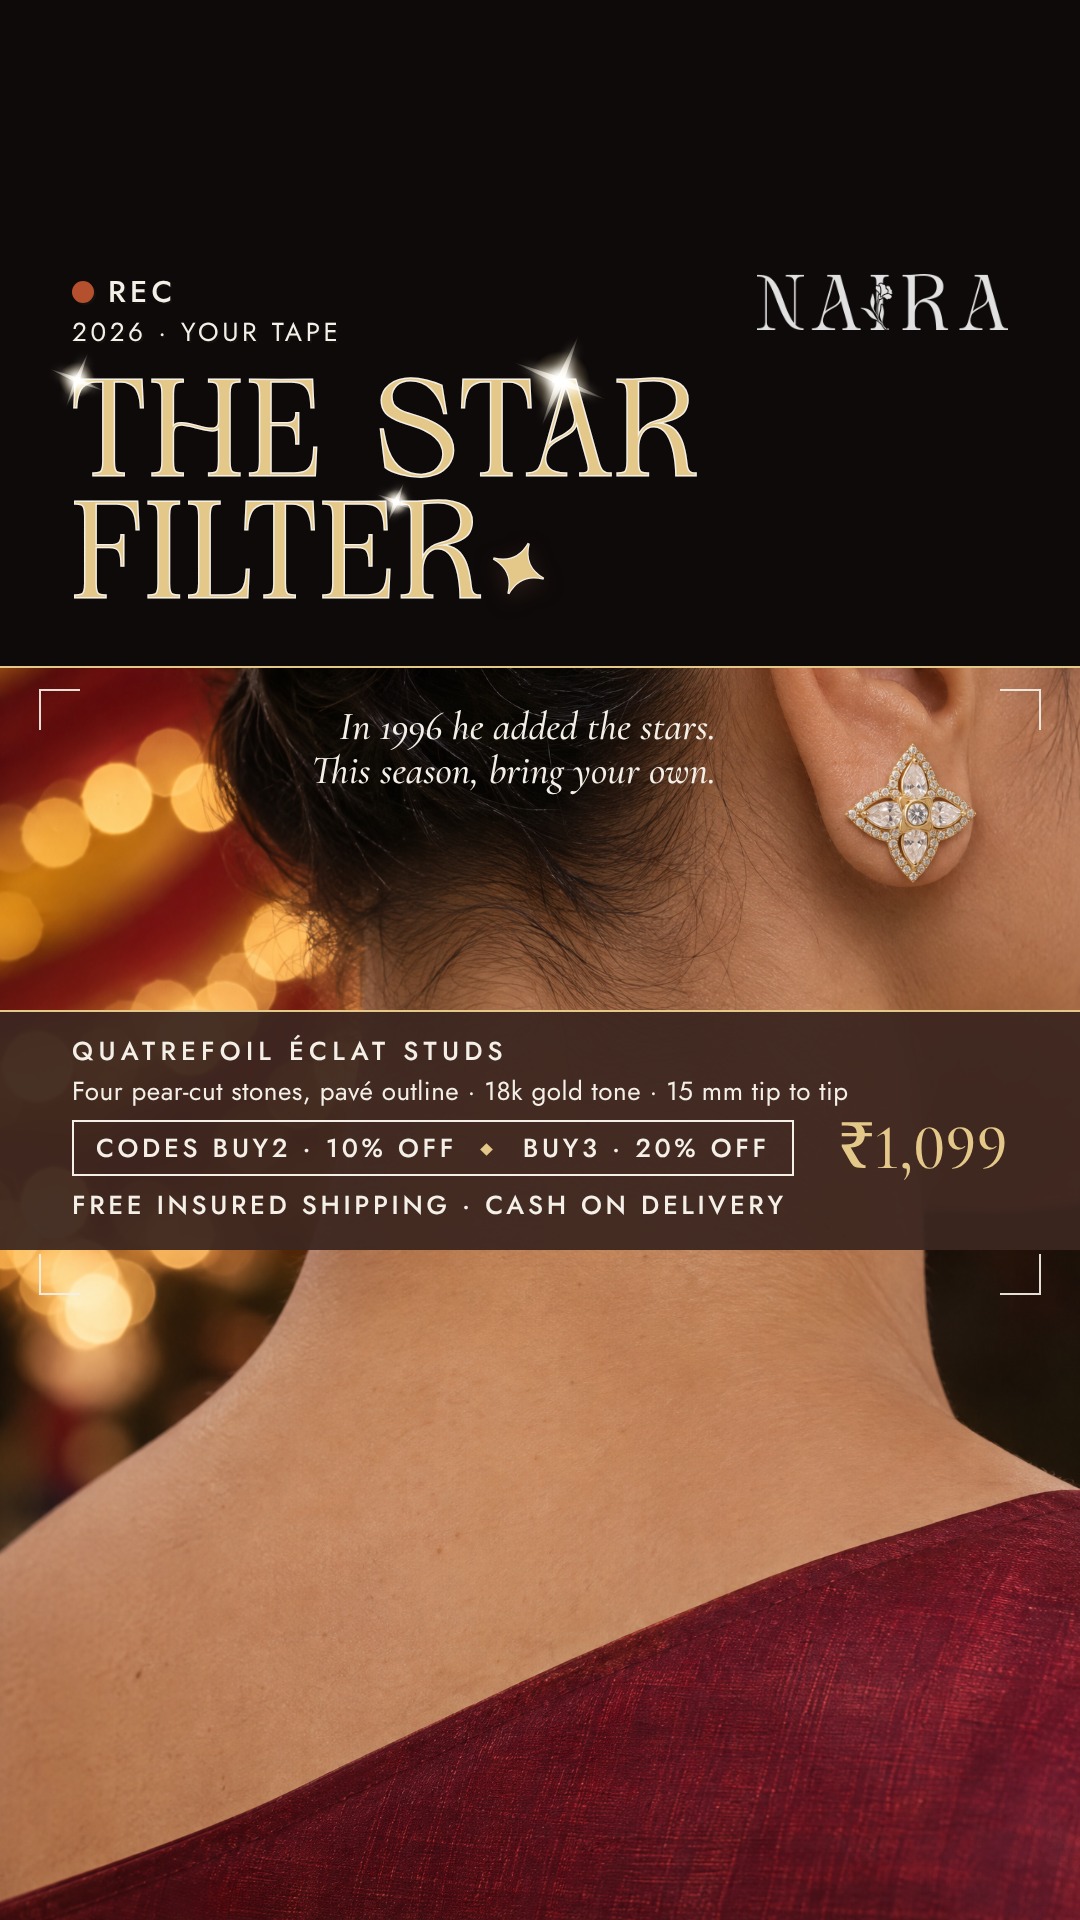 REC
2026 · YOUR TAPE
NAIRA
THE STAR
FILTER
In 1996 he added the stars.
This season, bring your own.
QUATREFOIL ÉCLAT STUDS
Four pear-cut stones, pavé outline · 18k gold tone · 15 mm tip to tip
CODES BUY2 · 10% OFF ◆ BUY3 · 20% OFF
₹1,099
FREE INSURED SHIPPING · CASH ON DELIVERY